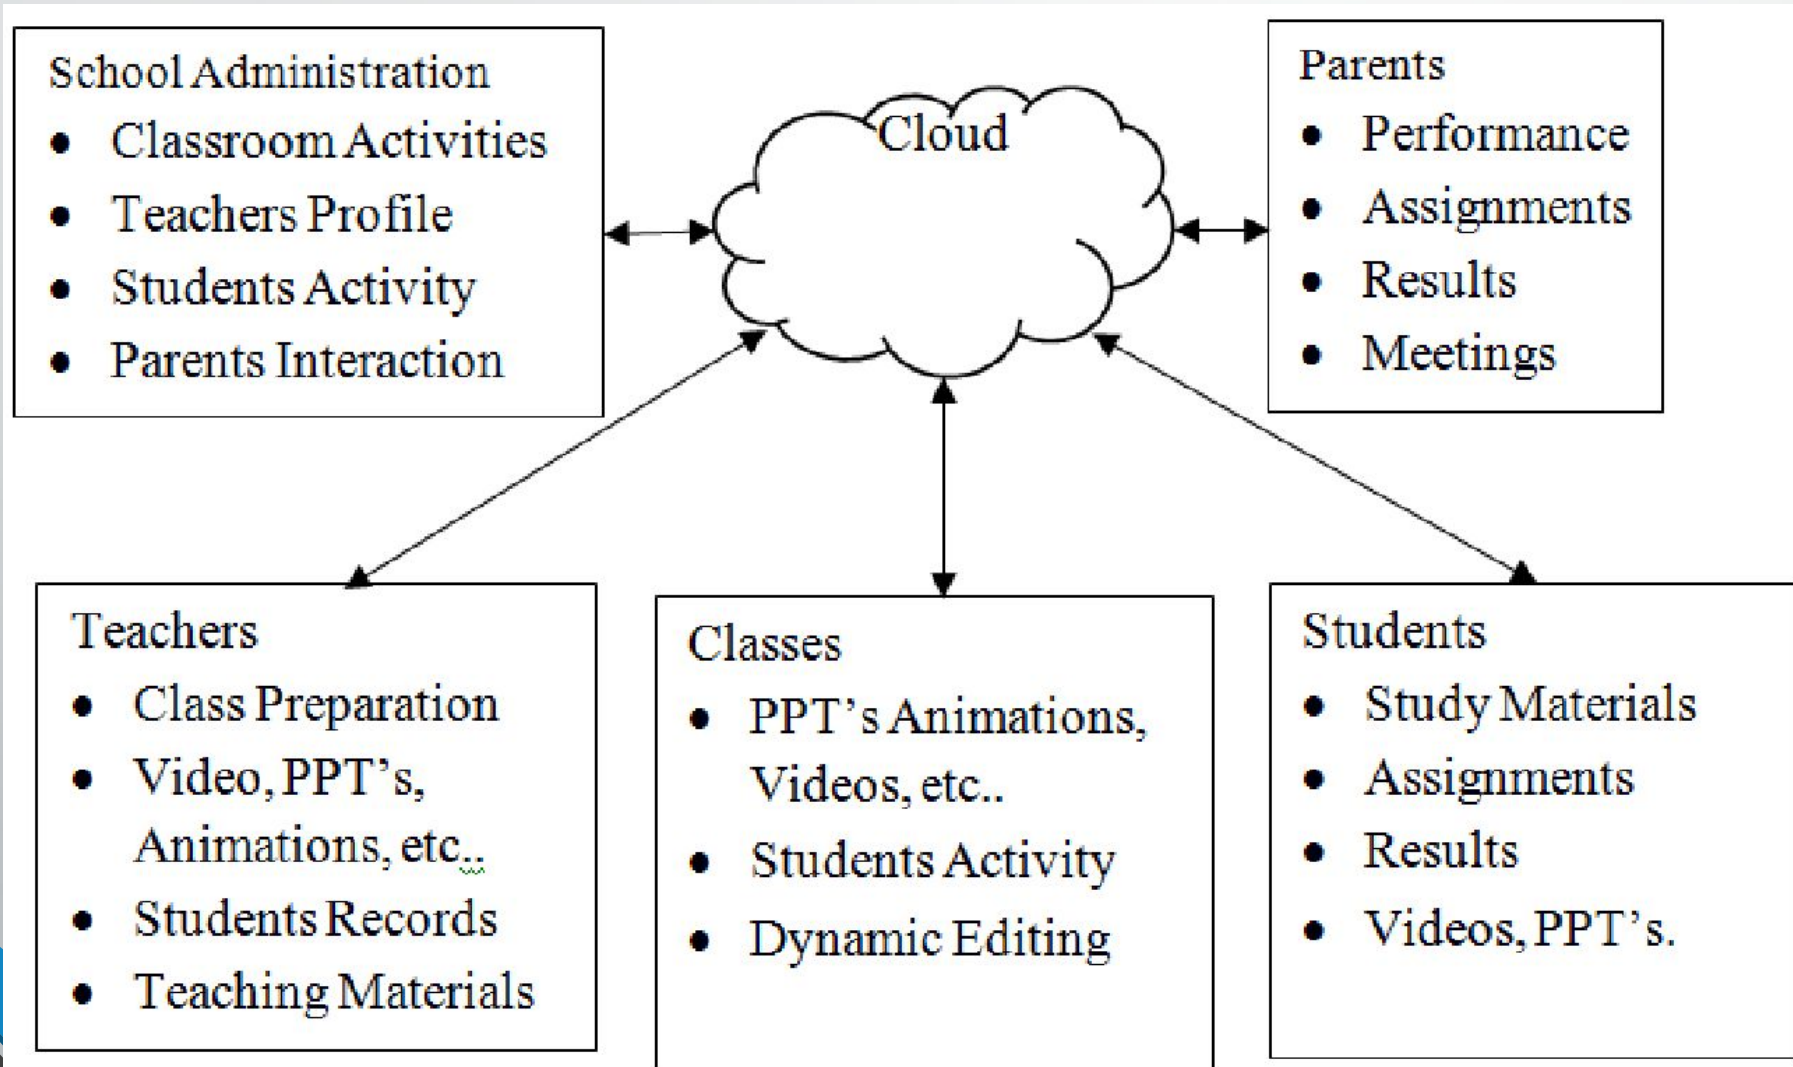 School Administration
● Classroom Activities
● Teachers Profile
● Students Activity
● Parents Interaction
Cloud
Parents
● Performance
● Assignments
● Results
● Meetings
Teachers
● Class Preparation
● Video, PPT’s,
Animations, etc..
● Students Records
● Teaching Materials
Classes
● PPT’s Animations,
Videos, etc..
● Students Activity
● Dynamic Editing
Students
● Study Materials
● Assignments
● Results
● Videos, PPT’s.